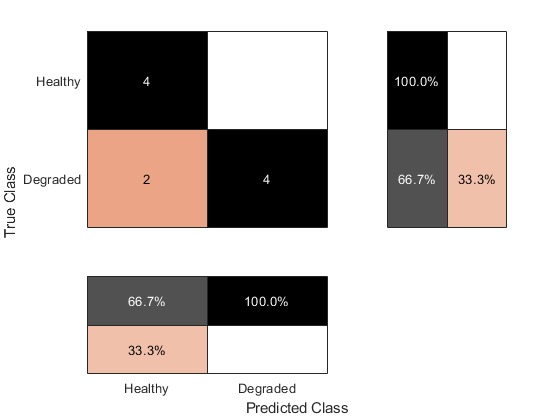 Healthy
4
100.0%
True Class
Degraded
2
4
66.7%
33.3%
66.7%
100.0%
33.3%
Healthy
Degraded
Predicted Class